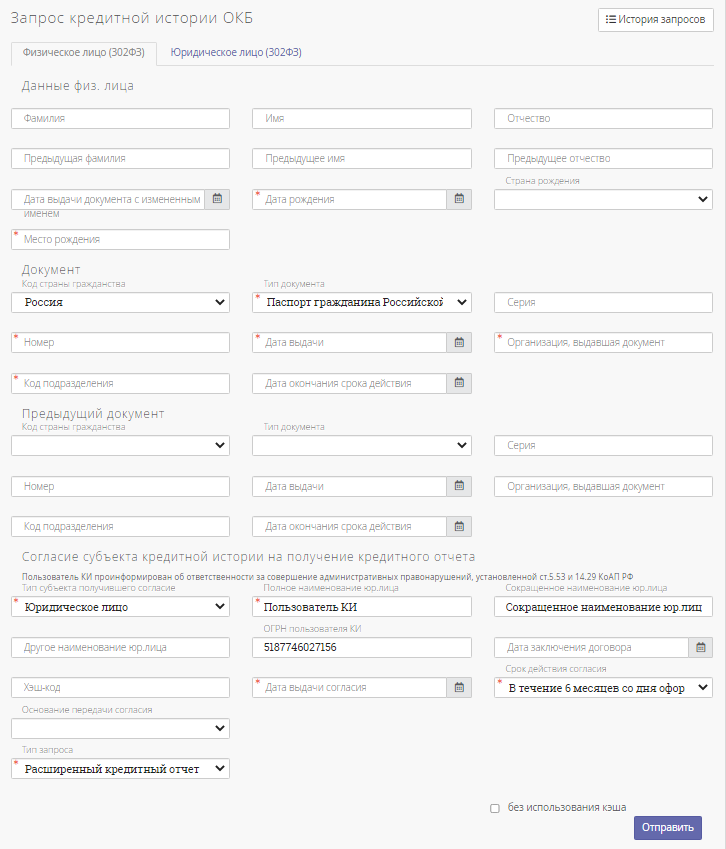 Запрос кредитной истории ОКБ
История запросов
Физическое лицо (302ФЗ)
Юридическое лицо (302ФЗ)
Данные физ. лица
Фамилия
Имя
Отчество
Предыдущая фамилия
Предыдущее имя
Предыдущее отчество
Страна рождения
Дата выдачи документа с измененным
именем
* Дата рождения
* Место рождения
Документ
Код страны гражданства
Тип документа
Россия
* Паспорт гражданина Российской
Серия
* Номер
* Дата выдачи
* Организация, выдавшая документ
* Код подразделения
Дата окончания срока действия
Предыдущий документ
Код страны гражданства
Тип документа
Серия
Номер
Дата выдачи
Организация, выдавшая документ
Код подразделения
Дата окончания срока действия
Согласие субъекта кредитной истории на получение кредитного отчета
Пользователь КИ проинформирован об ответственности за совершение административных правонарушений, установленной ст.5.53 и 14.29 КоАП РФ
Тип субъекта получившего согласие
Полное наименование юр.лица
Сокращенное наименование юр.лица
* Юридическое лицо
* Пользователь КИ
Сокращенное наименование юр.лиц
ОГРН пользователя КИ
Другое наименование юр.лица
5187746027156
Дата заключения договора
Срок действия согласия
Хэш-код
* Дата выдачи согласия
* В течение 6 месяцев со дня офор
Основание передачи согласия
Тип запроса
* Расширенный кредитный отчет
без использования кэша
Отправить